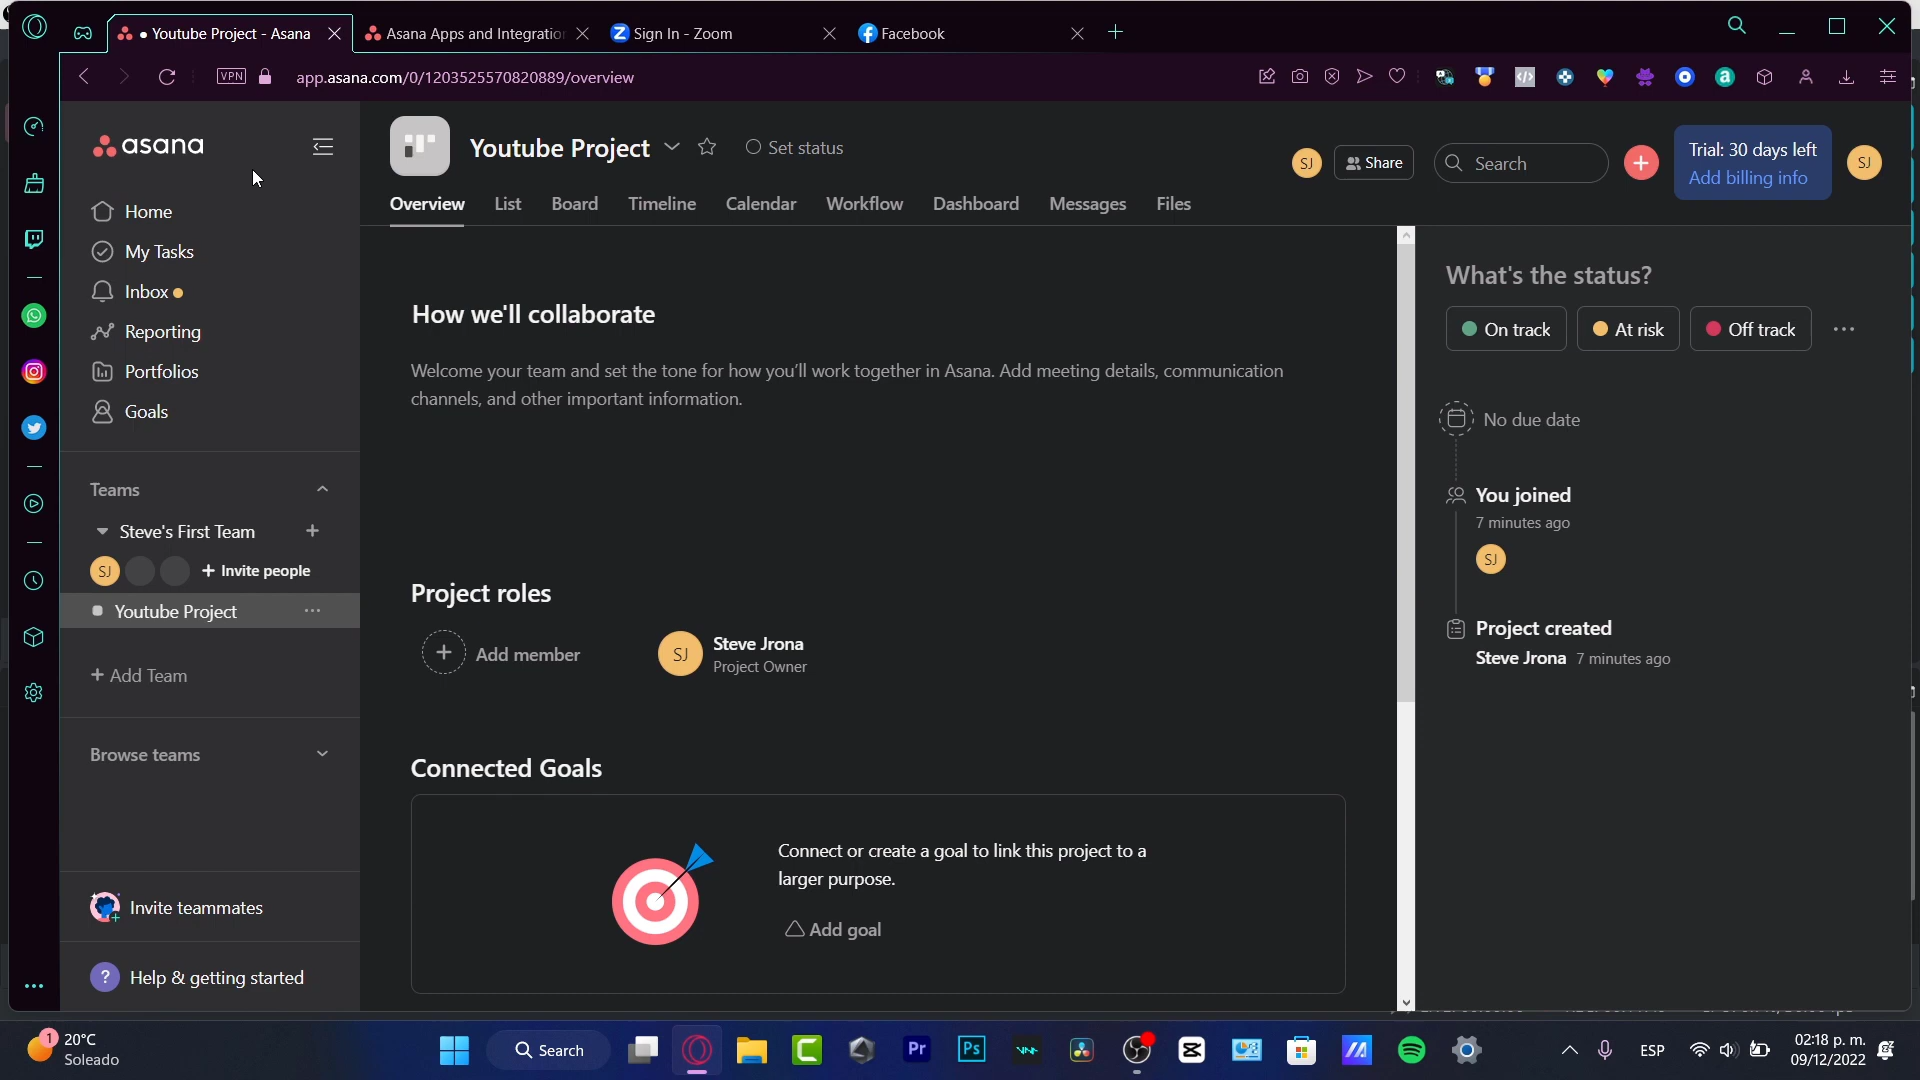 Youtube Project - Asana
Asana Apps and Integration
Sign In - Zoom
Facebook
VPN
app.asana.com/0/1203525570820889/overview
asana
Home
My Tasks
Inbox
Reporting
Portfolios
Goals
Teams
Steve's First Team
SJ
+ Invite people
Youtube Project
+ Add Team
Browse teams
Invite teammates
? Help & getting started
Youtube Project
Set status
SJ
Share
Search
Trial: 30 days left
Add billing info
SJ
Overview
List
Board
Timeline
Calendar
Workflow
Dashboard
Messages
Files
How we'll collaborate
Welcome your team and set the tone for how you'll work together in Asana. Add meeting details, communication
channels, and other important information.
Project roles
Add member
SJ
Steve Jrona
Project Owner
Connected Goals
Connect or create a goal to link this project to a
larger purpose.
Add goal
What's the status?
On track
At risk
Off track
No due date
You joined
7 minutes ago
SJ
Project created
Steve Jrona 7 minutes ago
1
20°C
Soleado
Search
Pr
Ps
ESP
02:18 p. m.
09/12/2022